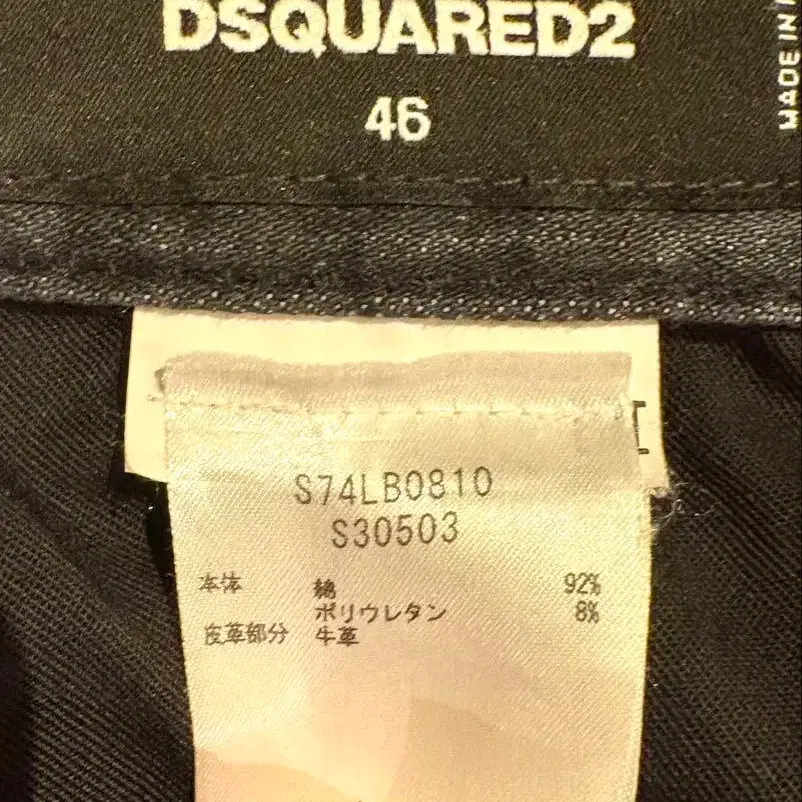 DSQUARED2
46
MADE IN
S74LB0810
S30503
本体 綿 92%
ポリウレタン 8%
皮革部分 牛革